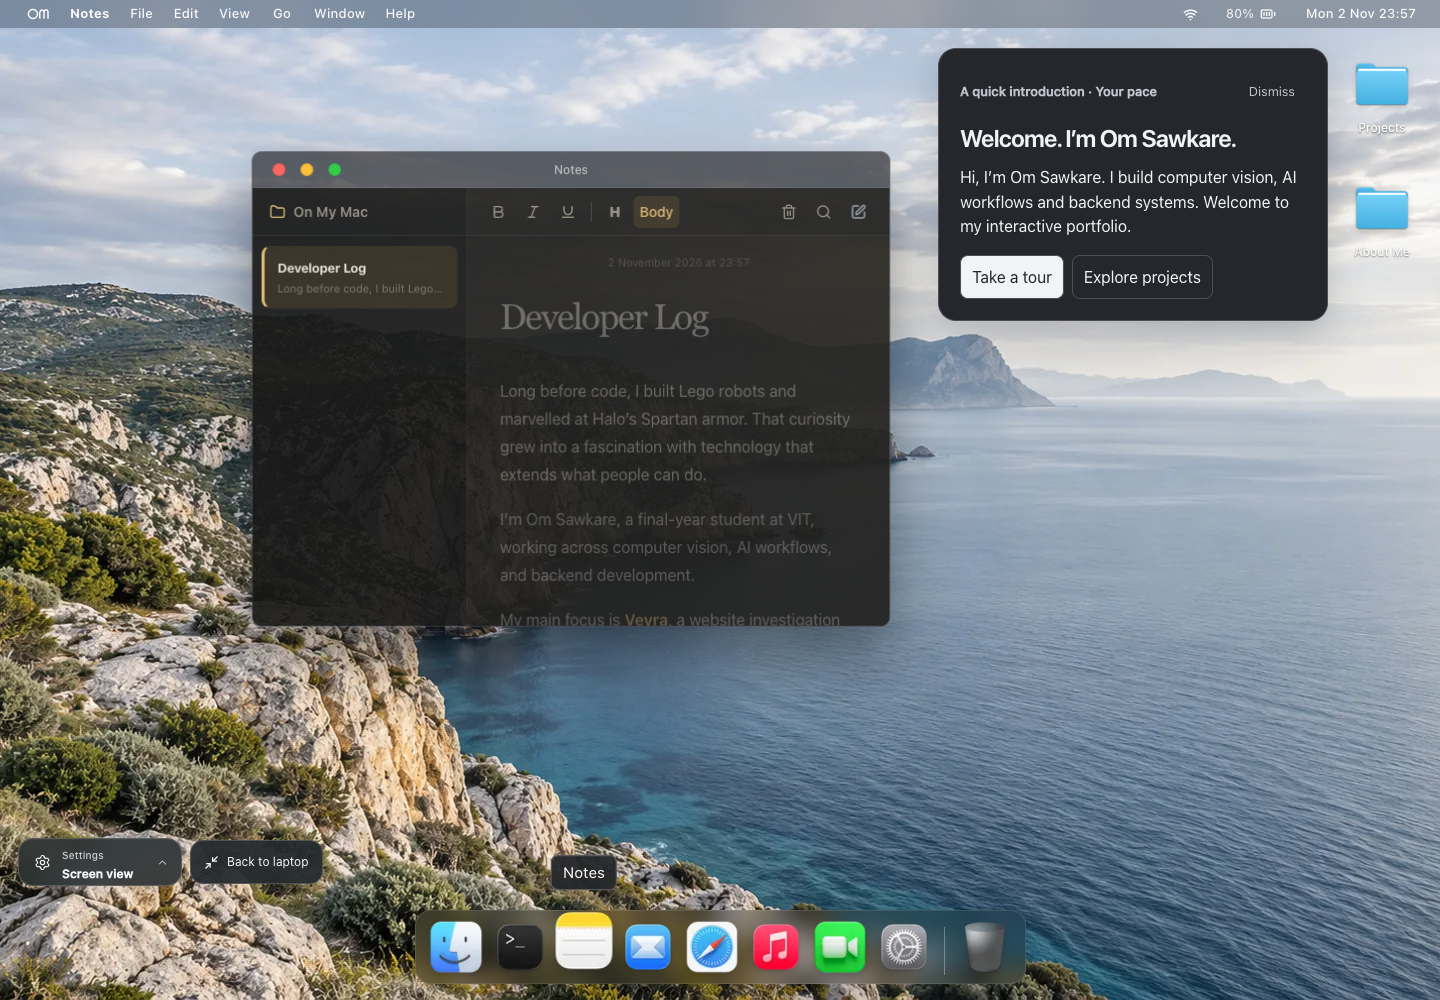 Om Notes File Edit View Go Window Help 80% Mon 2 Nov 23:57
A quick introduction · Your pace Dismiss
Welcome. I’m Om Sawkare.
Hi, I’m Om Sawkare. I build computer vision, AI
workflows and backend systems. Welcome to
my interactive portfolio.
Take a tour Explore projects
Projects
About Me
Notes
On My Mac
B I U H Body
Developer Log
Long before code, I built Lego...
2 November 2026 at 23:57
Developer Log
Long before code, I built Lego robots and
marvelled at Halo’s Spartan armor. That curiosity
grew into a fascination with technology that
extends what people can do.
I’m Om Sawkare, a final-year student at VIT,
working across computer vision, AI workflows,
and backend development.
My main focus is Vevra, a website investigation
Settings
Screen view
Back to laptop
Notes
>_